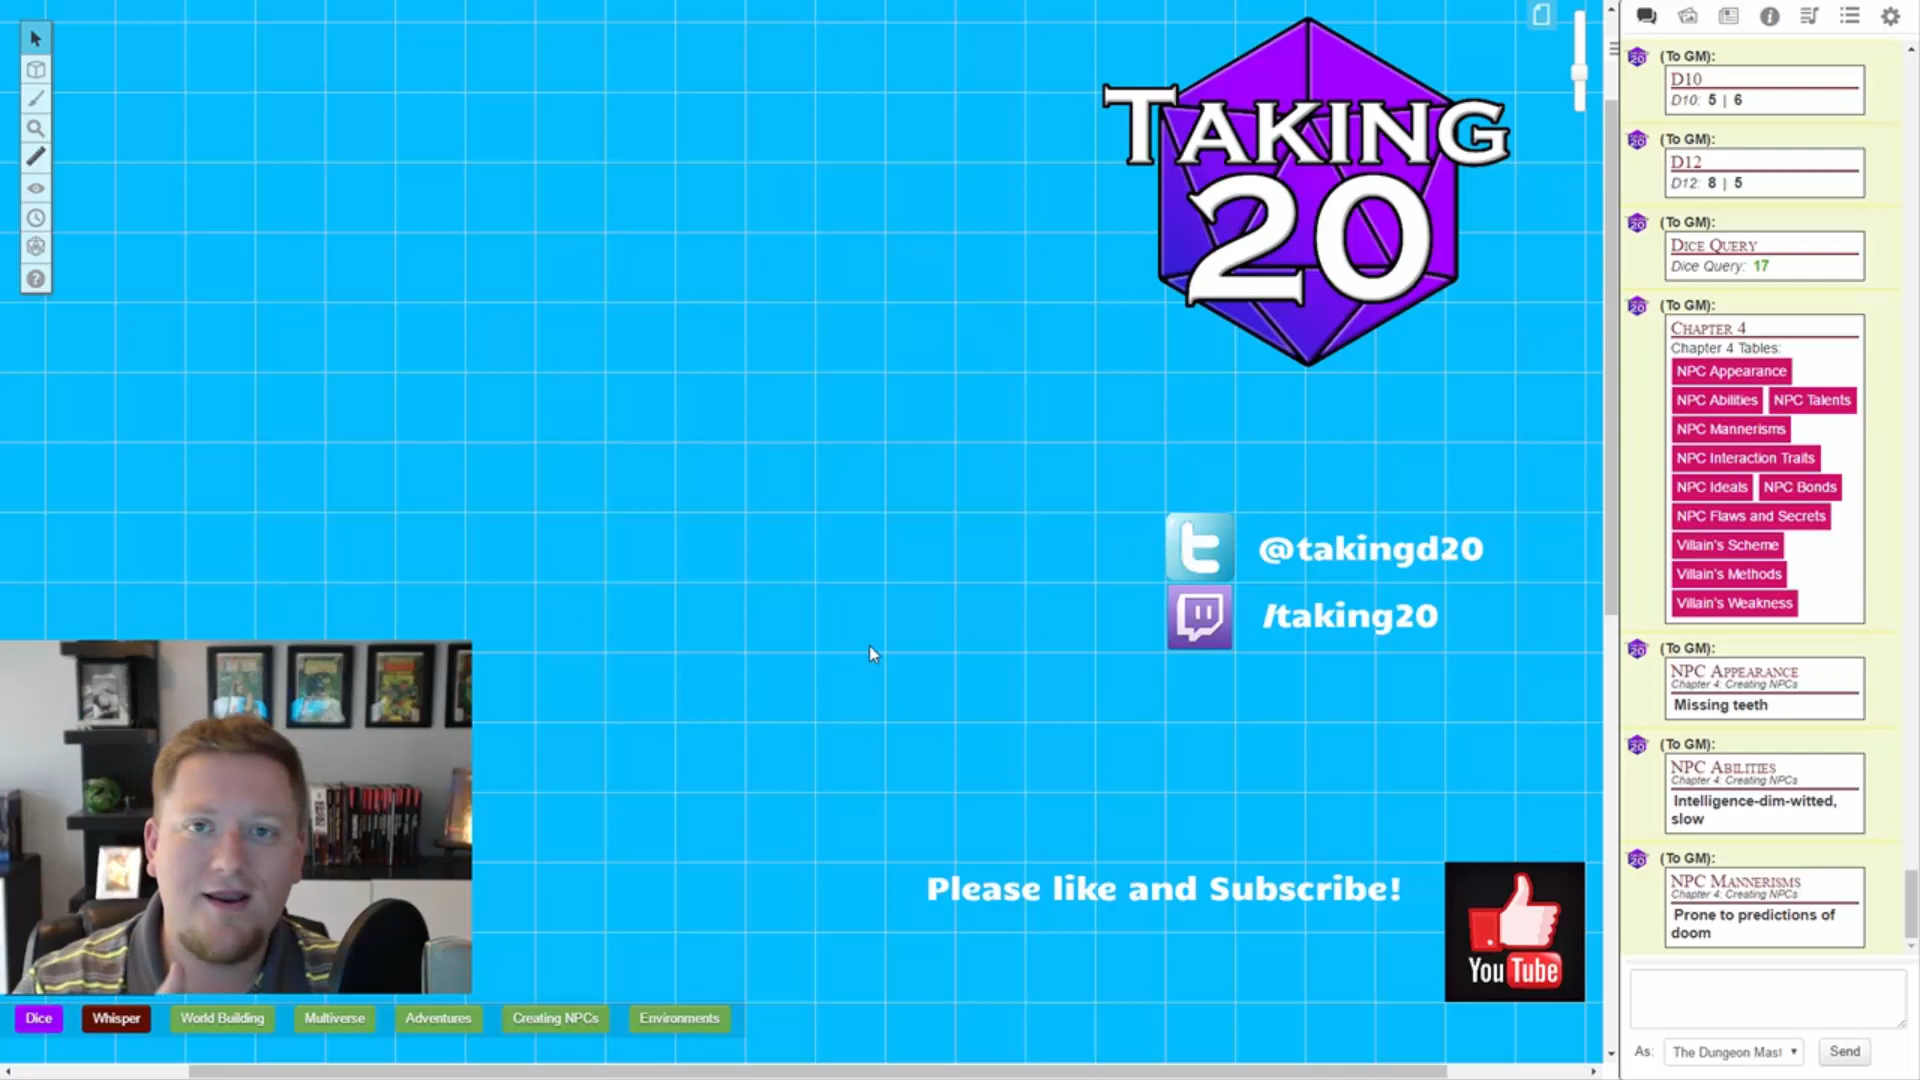 TAKING
20
@takingd20
/taking20
Please like and Subscribe!
You Tube
Dice
Whisper
World Building
Multiverse
Adventures
Creating NPCs
Environments
(To GM):
D10
D10: 5 | 6
(To GM):
D12
D12: 8 | 5
(To GM):
Dice Query
Dice Query: 17
(To GM):
Chapter 4
Chapter 4 Tables:
NPC Appearance
NPC Abilities NPC Talents
NPC Mannerisms
NPC Interaction Traits
NPC Ideals NPC Bonds
NPC Flaws and Secrets
Villain's Scheme
Villain's Methods
Villain's Weakness
(To GM):
NPC Appearance
Chapter 4: Creating NPCs
Missing teeth
(To GM):
NPC Abilities
Chapter 4: Creating NPCs
Intelligence-dim-witted,
slow
(To GM):
NPC Mannerisms
Chapter 4: Creating NPCs
Prone to predictions of
doom
As: The Dungeon Mast
Send